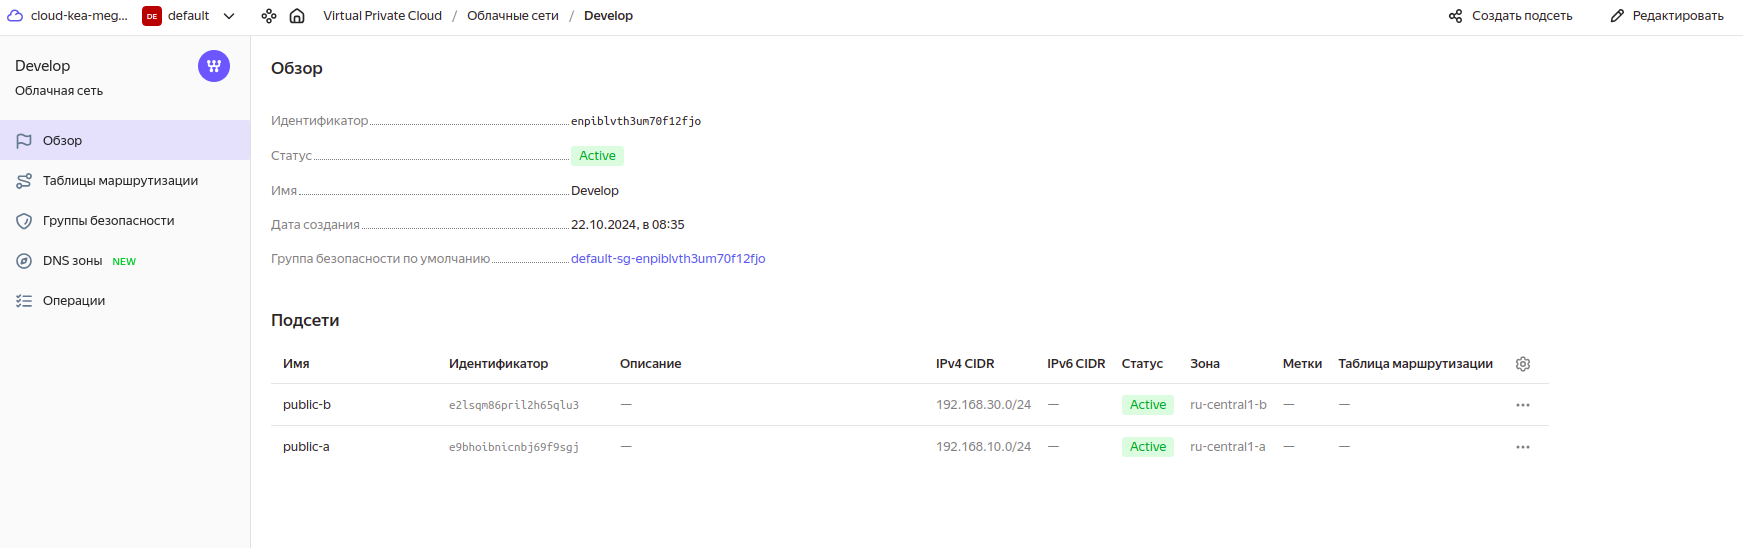 cloud-kea-meg... DE default Virtual Private Cloud / Облачные сети / Develop Создать подсеть Редактировать
Develop
Облачная сеть
Обзор
Таблицы маршрутизации
Группы безопасности
DNS зоны NEW
Операции
Обзор
Идентификатор enpiblvth3um70f12fjo
Статус Active
Имя Develop
Дата создания 22.10.2024, в 08:35
Группа безопасности по умолчанию default-sg-enpiblvth3um70f12fjo
Подсети
Имя Идентификатор Описание IPv4 CIDR IPv6 CIDR Статус Зона Метки Таблица маршрутизации
public-b e2lsqm86pril2h65qlu3 — 192.168.30.0/24 — Active ru-central1-b — —
public-a e9bhoibnicnbj69f9sgj — 192.168.10.0/24 — Active ru-central1-a — —